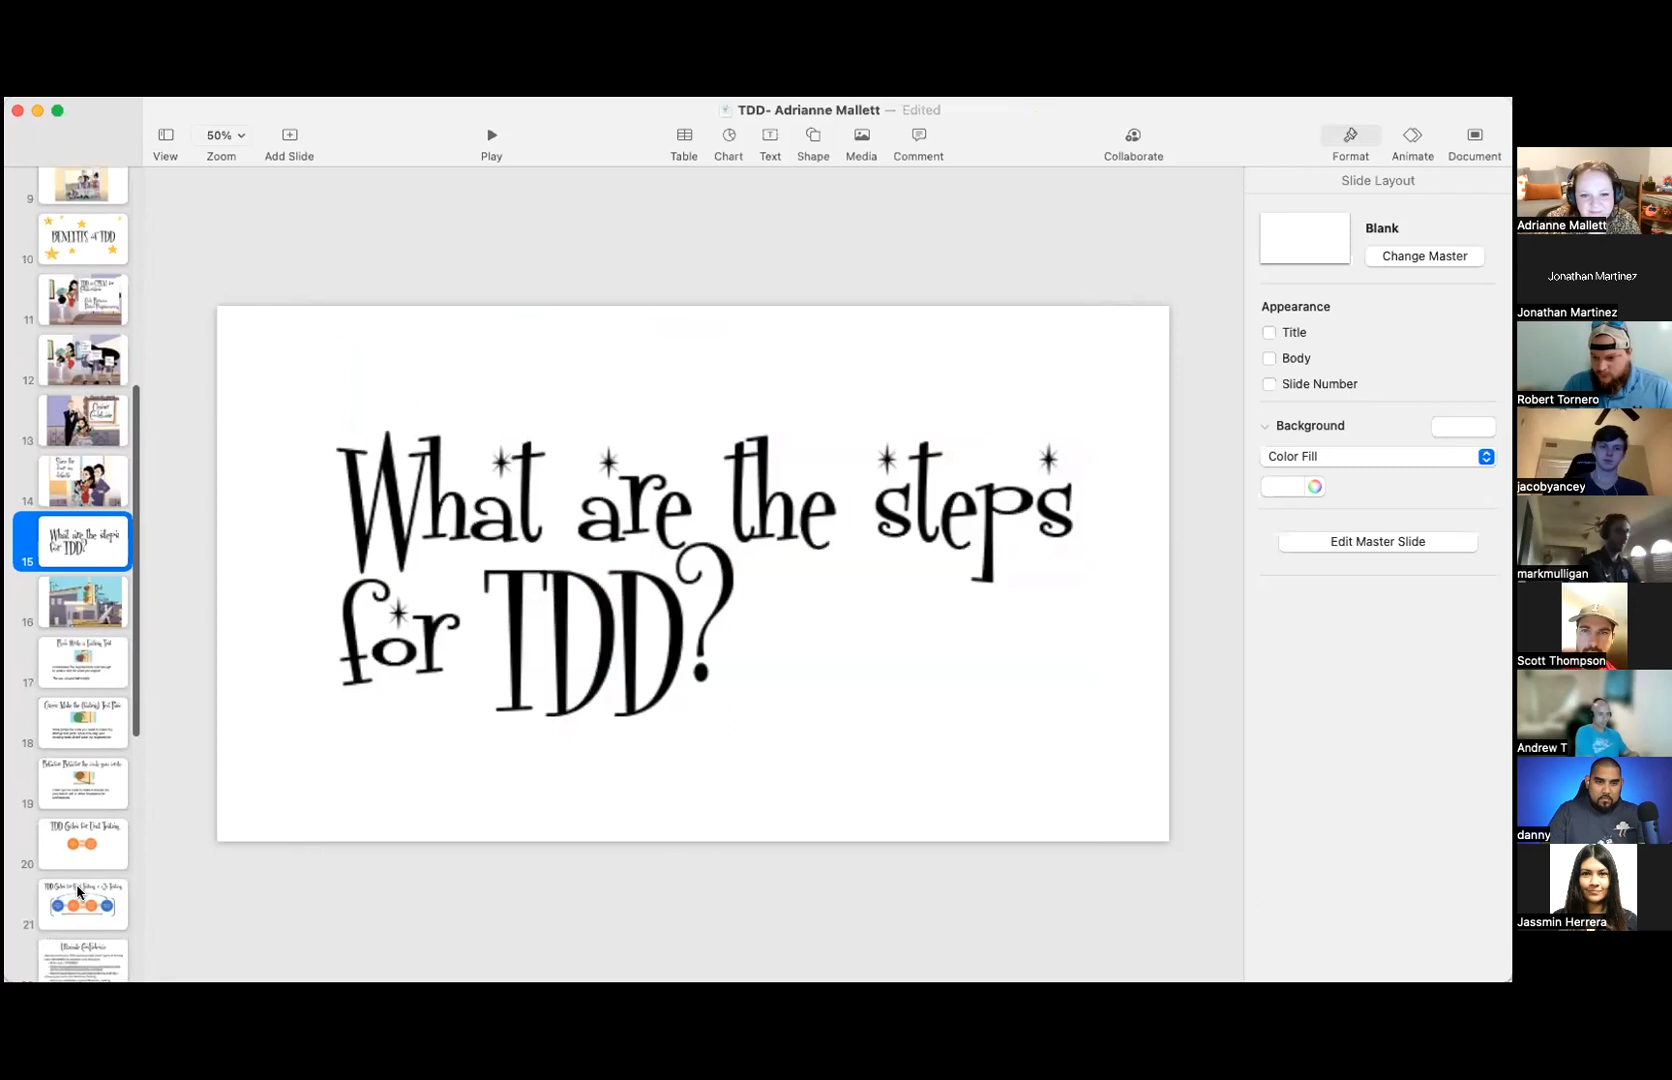 TDD- Adrianne Mallett — Edited
50%
View
Zoom
Add Slide
Play
Table
Chart
Text
Shape
Media
Comment
Collaborate
Format
Animate
Document
Slide Layout
Blank
Change Master
Appearance
Title
Body
Slide Number
Background
Color Fill
Edit Master Slide
9
10
BENEFITS of TDD
11
12
13
14
15
What are the steps
for TDD?
16
17
18
19
20
21
What are the steps
for TDD?
Adrianne Mallett
Jonathan Martinez
Jonathan Martinez
Robert Tornero
jacobyancey
markmulligan
Scott Thompson
Andrew T
danny
Jassmin Herrera